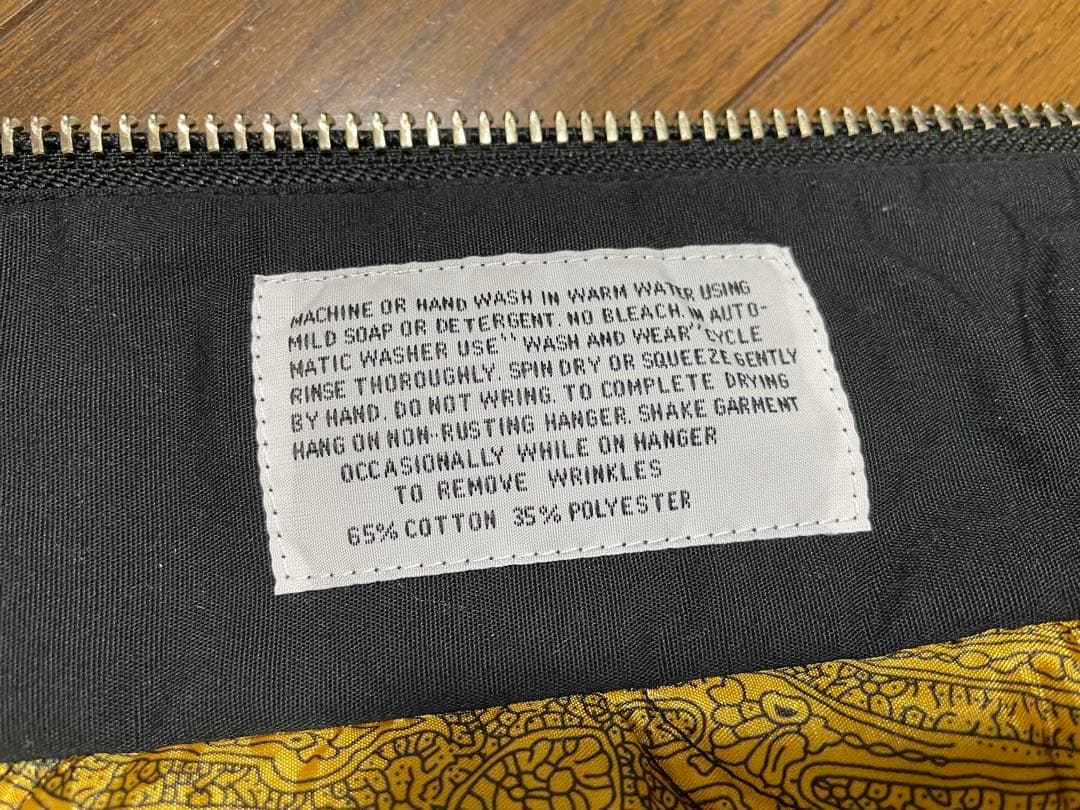 MACHINE OR HAND WASH IN WARM WATER USING
MILD SOAP OR DETERGENT. NO BLEACH. IN AUTO-
MATIC WASHER USE'' WASH AND WEAR'' CYCLE
RINSE THOROUGHLY. SPIN DRY OR SQUEEZE GENTLY
BY HAND. DO NOT WRING. TO COMPLETE DRYING
HANG ON NON-RUSTING HANGER. SHAKE GARMENT
OCCASIONALLY WHILE ON HANGER
TO REMOVE WRINKLES
65% COTTON 35% POLYESTER